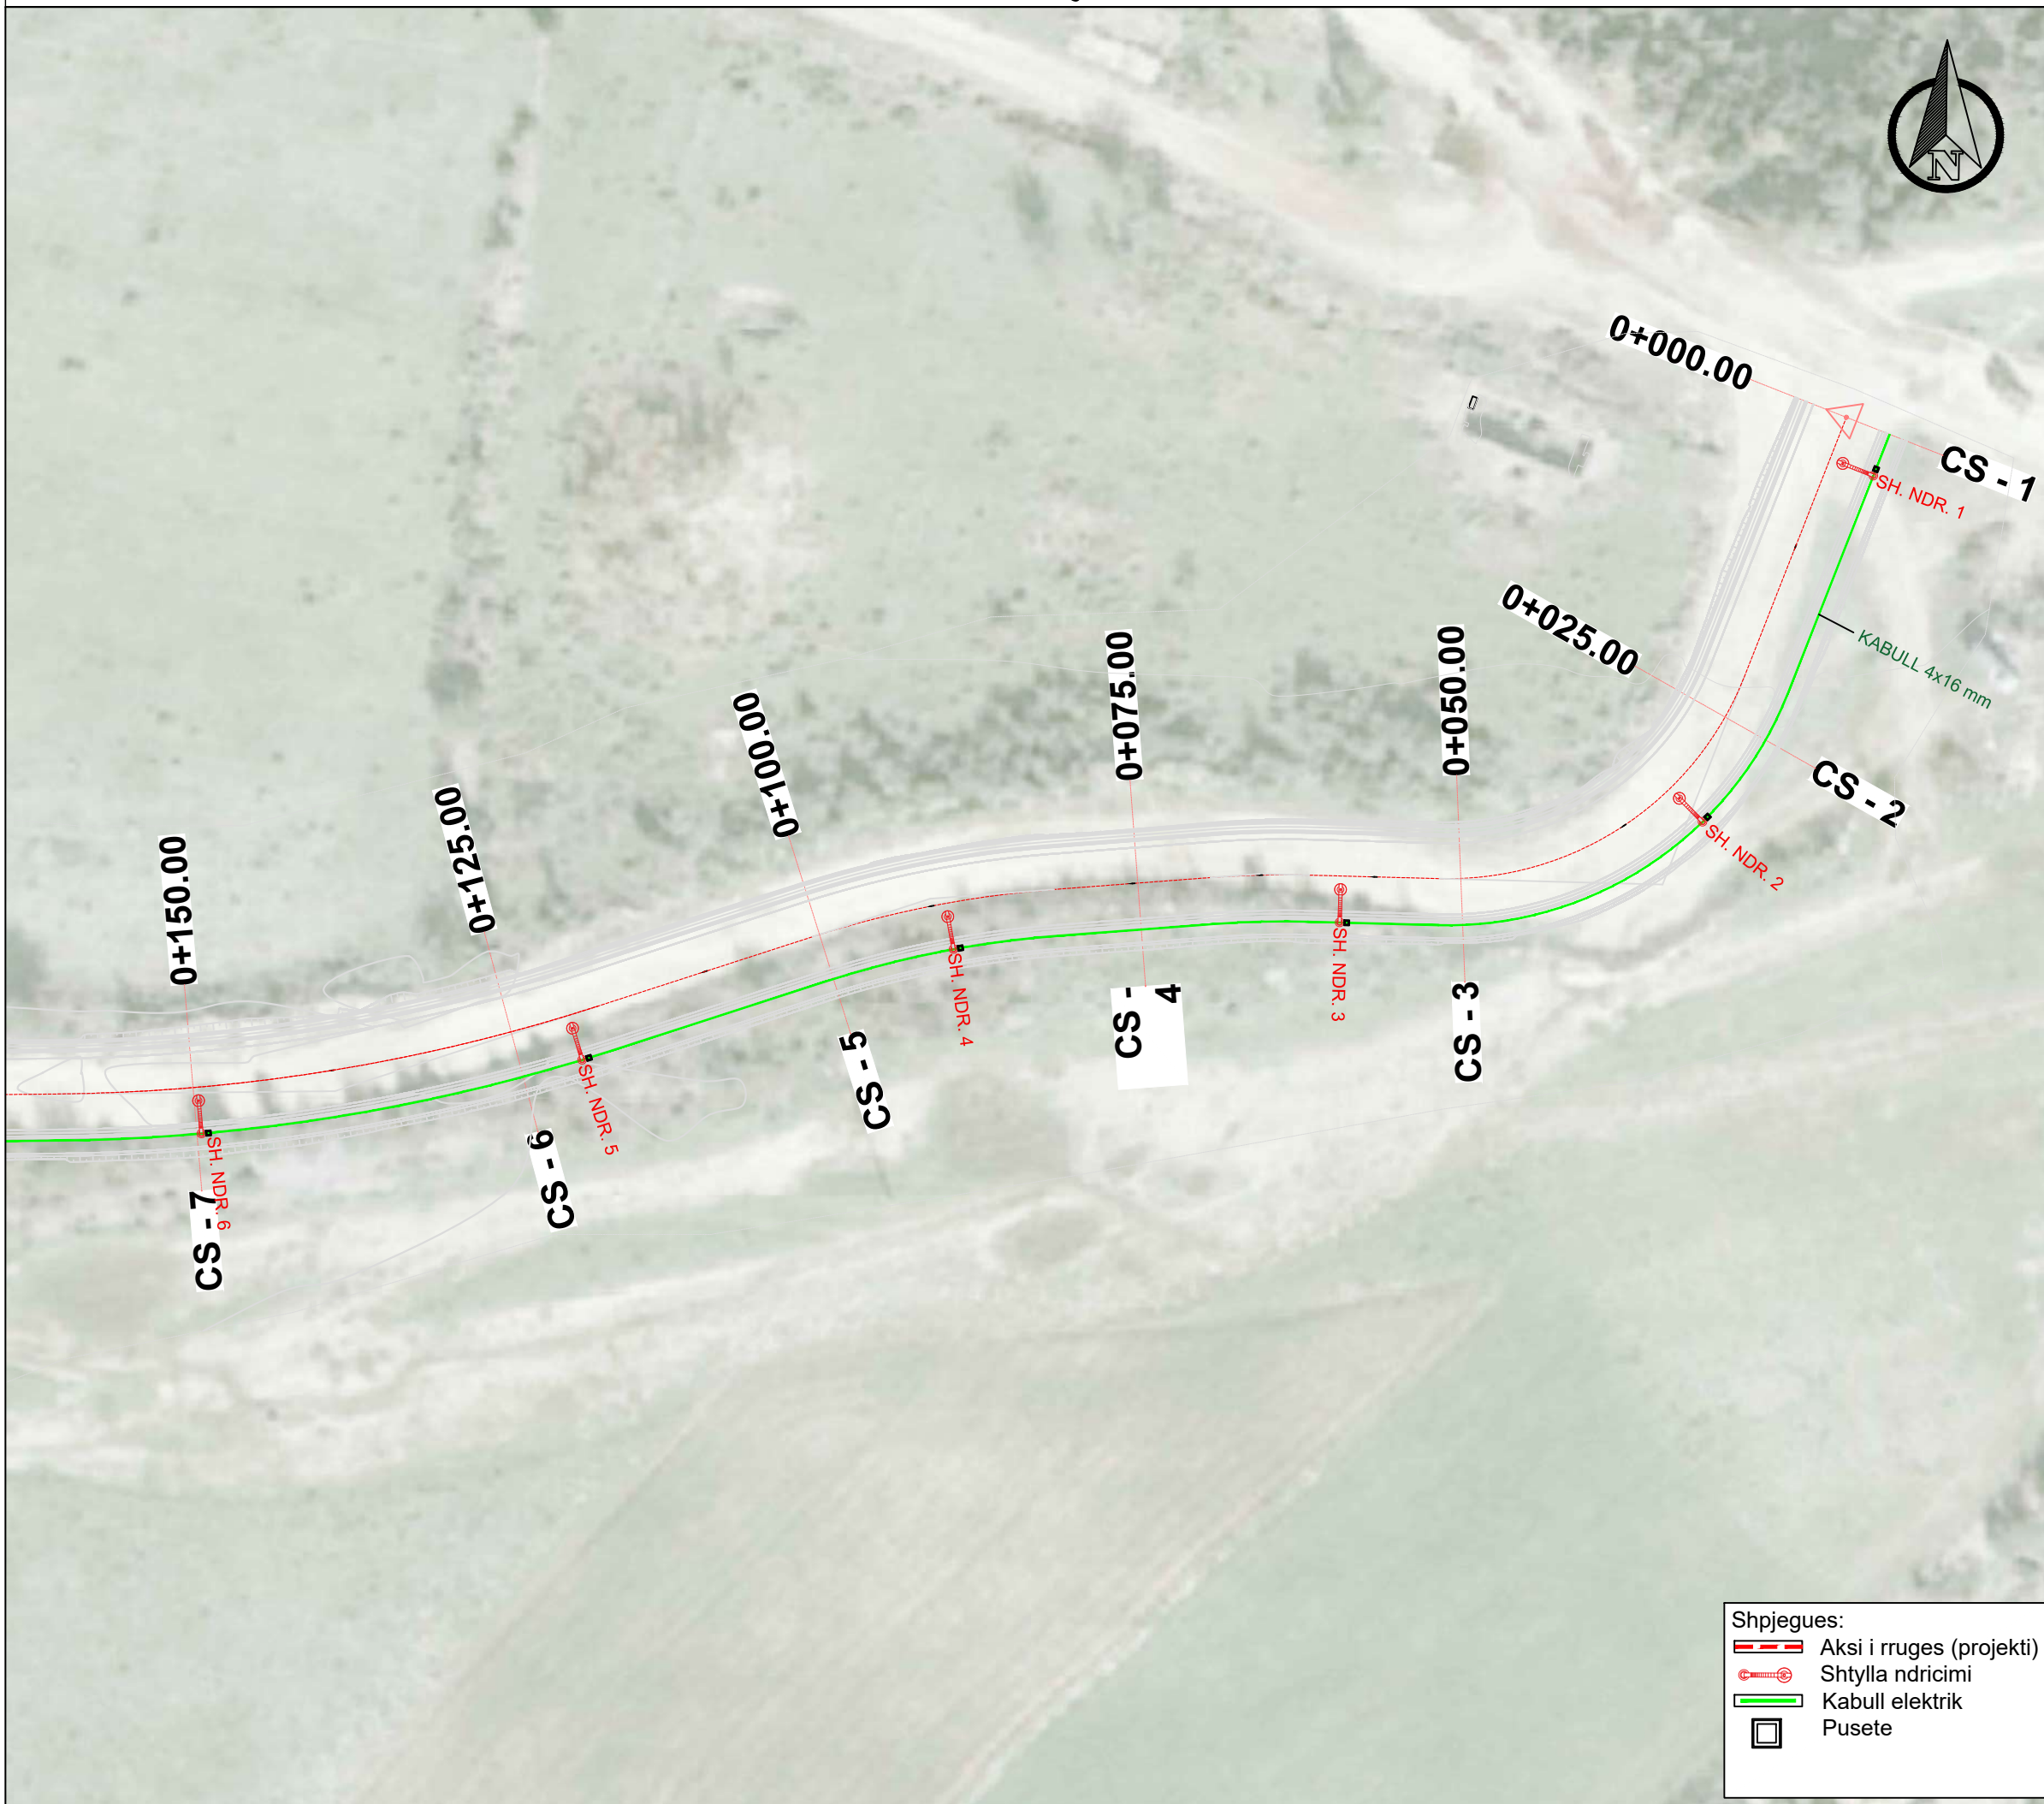 N
0+000.00
CS - 1
SH. NDR. 1
0+025.00
KABULL 4x16 mm
CS - 2
SH. NDR. 2
0+050.00
CS - 3
SH. NDR. 3
0+075.00
CS -
4
SH. NDR. 4
0+100.00
CS - 5
SH. NDR. 5
0+125.00
CS - 6
0+150.00
SH. NDR. 6
CS - 7
Shpjegues:
Aksi i rruges (projekti)
Shtylla ndricimi
Kabull elektrik
Pusete